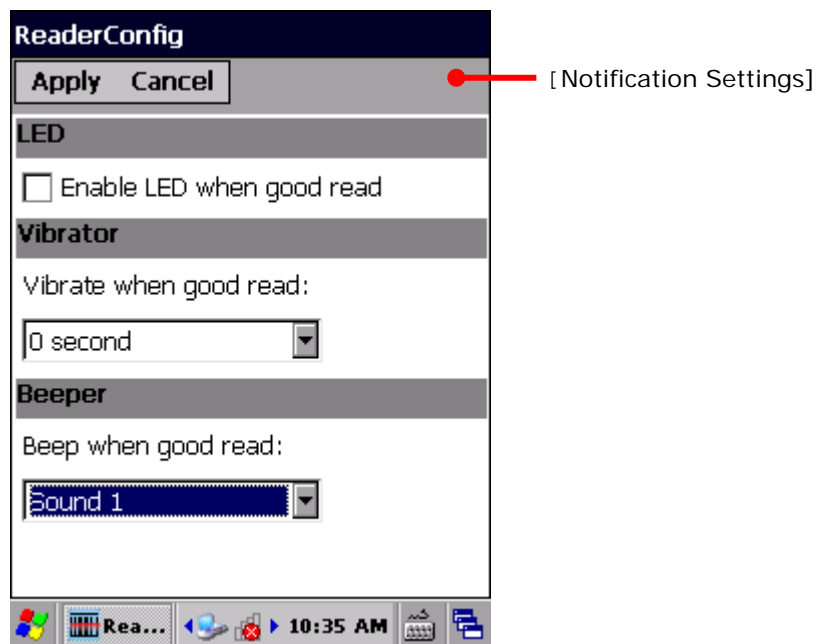 ReaderConfig
Apply Cancel
[Notification Settings]
LED
Enable LED when good read
Vibrator
Vibrate when good read:
0 second
Beeper
Beep when good read:
Sound 1
Rea... 10:35 AM